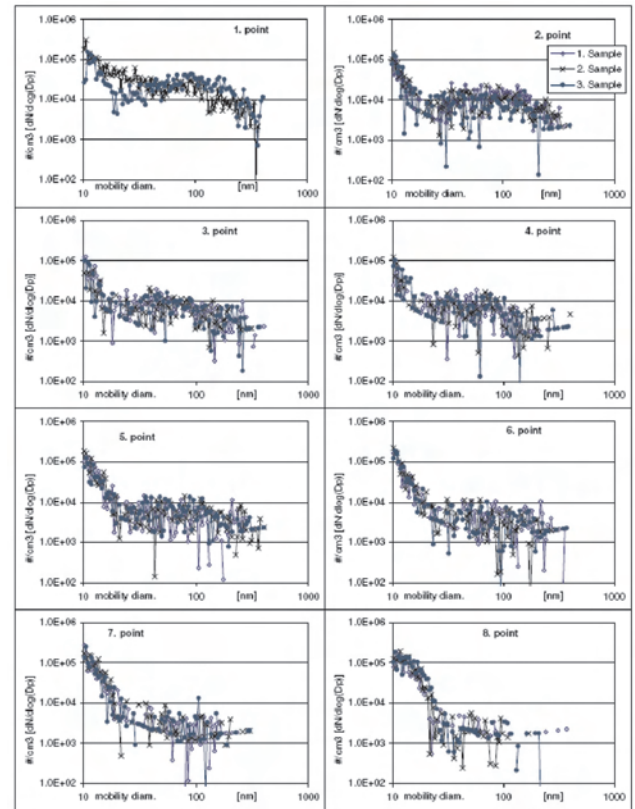 1. point
1.0E+06
1.0E+05
1.0E+04
1.0E+03
1.0E+02
#/cm3 [dN/dlog(Dp)]
10 mobility diam. 100 [nm] 1000
2. point
1. Sample
2. Sample
3. Sample
1.0E+06
1.0E+05
1.0E+04
1.0E+03
1.0E+02
#/cm3 [dN/dlog(Dp)]
10 mobility diam. 100 [nm] 1000
3. point
1.0E+06
1.0E+05
1.0E+04
1.0E+03
1.0E+02
#/cm3 [dN/dlog(Dp)]
10 mobility diam. 100 [nm] 1000
4. point
1.0E+06
1.0E+05
1.0E+04
1.0E+03
1.0E+02
#/cm3 [dN/dlog(Dp)]
10 mobility diam. 100 [nm] 1000
5. point
1.0E+06
1.0E+05
1.0E+04
1.0E+03
1.0E+02
#/cm3 [dN/dlog(Dp)]
10 mobility diam. 100 [nm] 1000
6. point
1.0E+06
1.0E+05
1.0E+04
1.0E+03
1.0E+02
#/cm3 [dN/dlog(Dp)]
10 mobility diam. 100 [nm] 1000
7. point
1.0E+06
1.0E+05
1.0E+04
1.0E+03
1.0E+02
#/cm3 [dN/dlog(Dp)]
10 mobility diam. 100 [nm] 1000
8. point
1.0E+06
1.0E+05
1.0E+04
1.0E+03
1.0E+02
#/cm3 [dN/dlog(Dp)]
10 mobility diam. 100 [nm] 1000